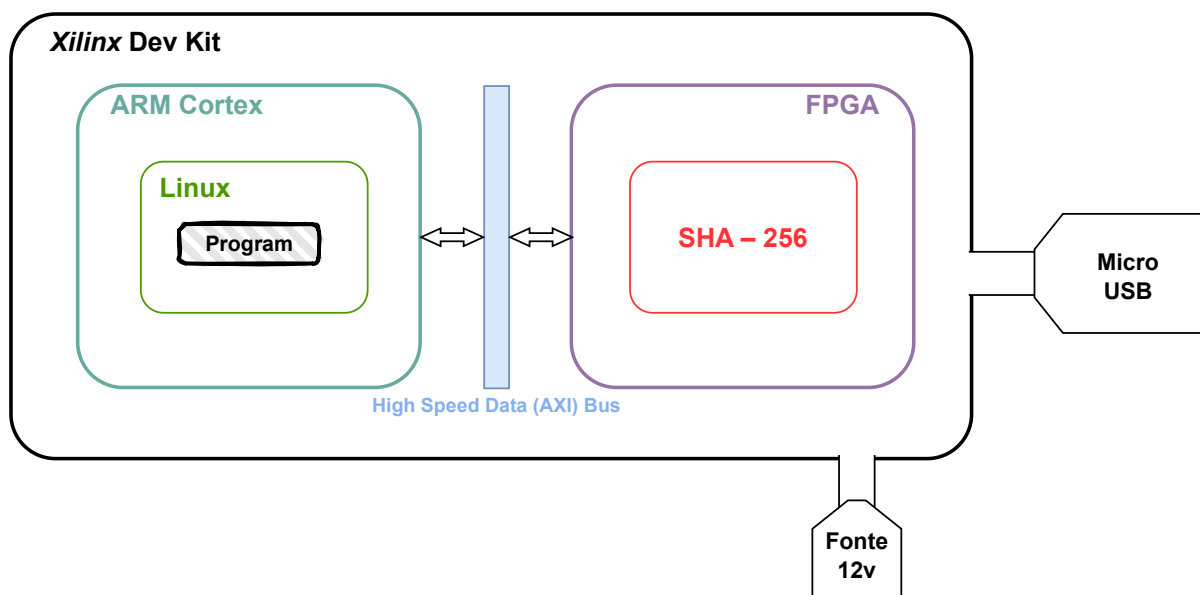 Xilinx Dev Kit
ARM Cortex
FPGA
Linux
Program
SHA – 256
Micro
USB
High Speed Data (AXI) Bus
Fonte
12v